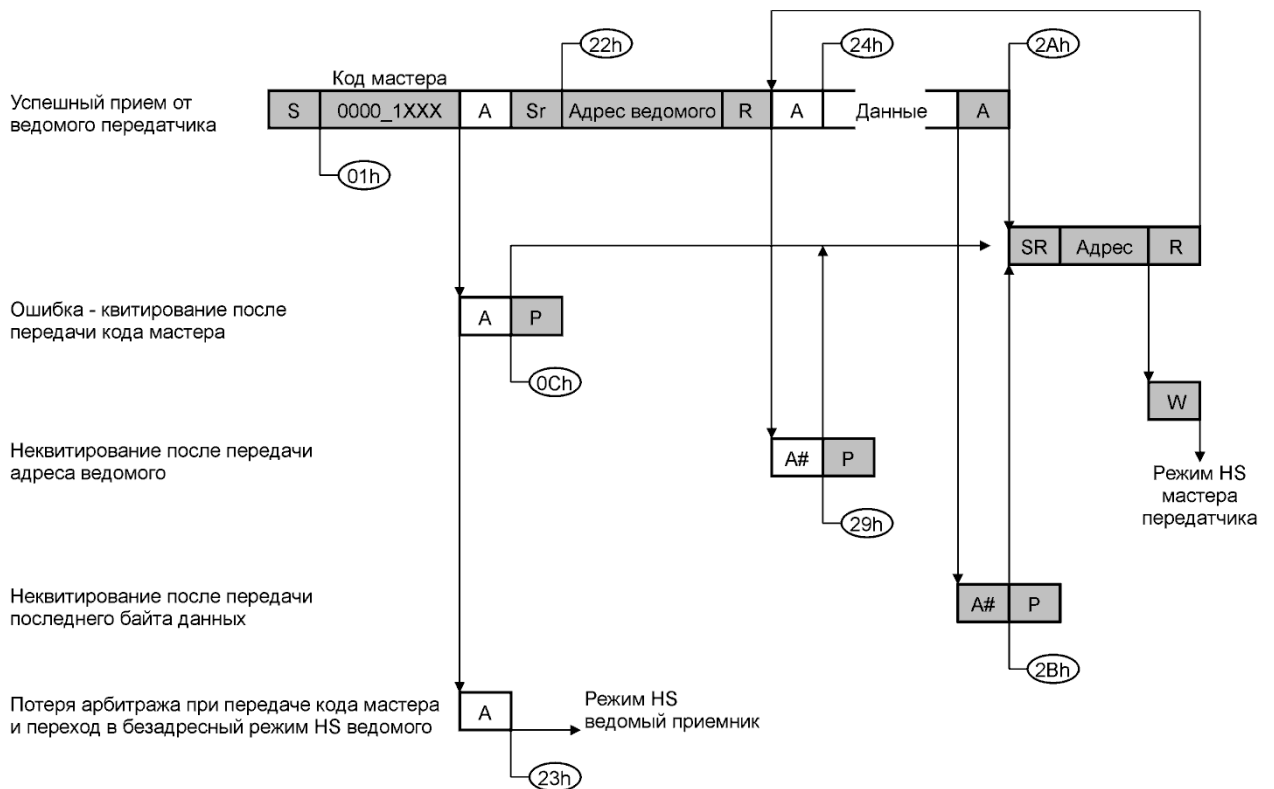 22h
24h
2Ah
Код мастера
Успешный прием от
ведомого передатчика
S
0000_1XXX
A
Sr
Адрес ведомого
R
A
Данные
A
01h
SR
Адрес
R
Ошибка - квитирование после
передачи кода мастера
A
P
0Ch
W
Неквитирование после передачи
адреса ведомого
A#
P
Режим HS
мастера
передатчика
29h
Неквитирование после передачи
последнего байта данных
A#
P
2Bh
Потеря арбитража при передаче кода мастера
и переход в безадресный режим HS ведомого
A
Режим HS
ведомый приемник
23h